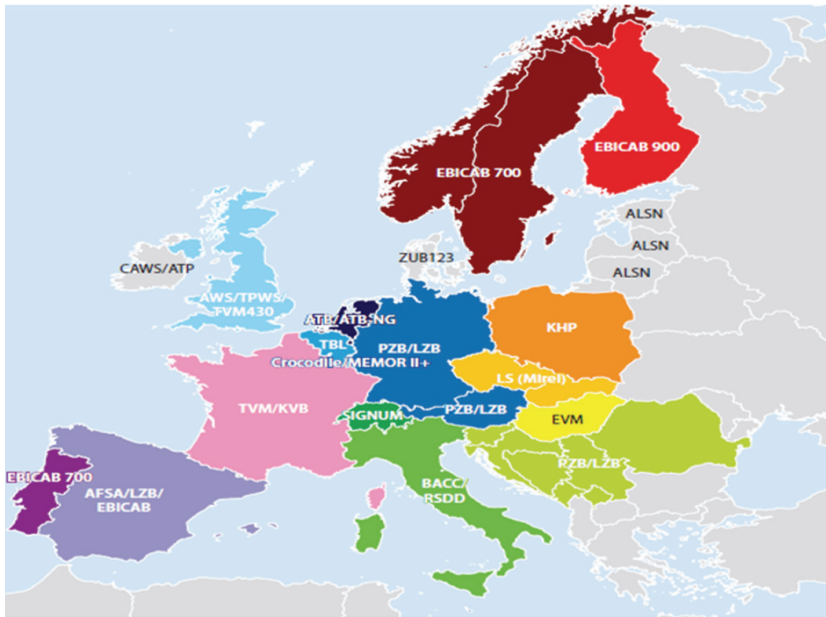 EBICAB 900
EBICAB 700
ALSN
ALSN
ALSN
ZUB123
CAWS/ATP
AWS/TPWS/
TVM430
ATB/ATB-NG
TBL
PZB/LZB
Crocodile/MEMOR II+
KHP
LS (Mirel)
TVM/KVB
SIGNUM
PZB/LZB
EVM
PZB/LZB
EBICAB 700
AFSA/LZB/
EBICAB
BACC/
RSDD